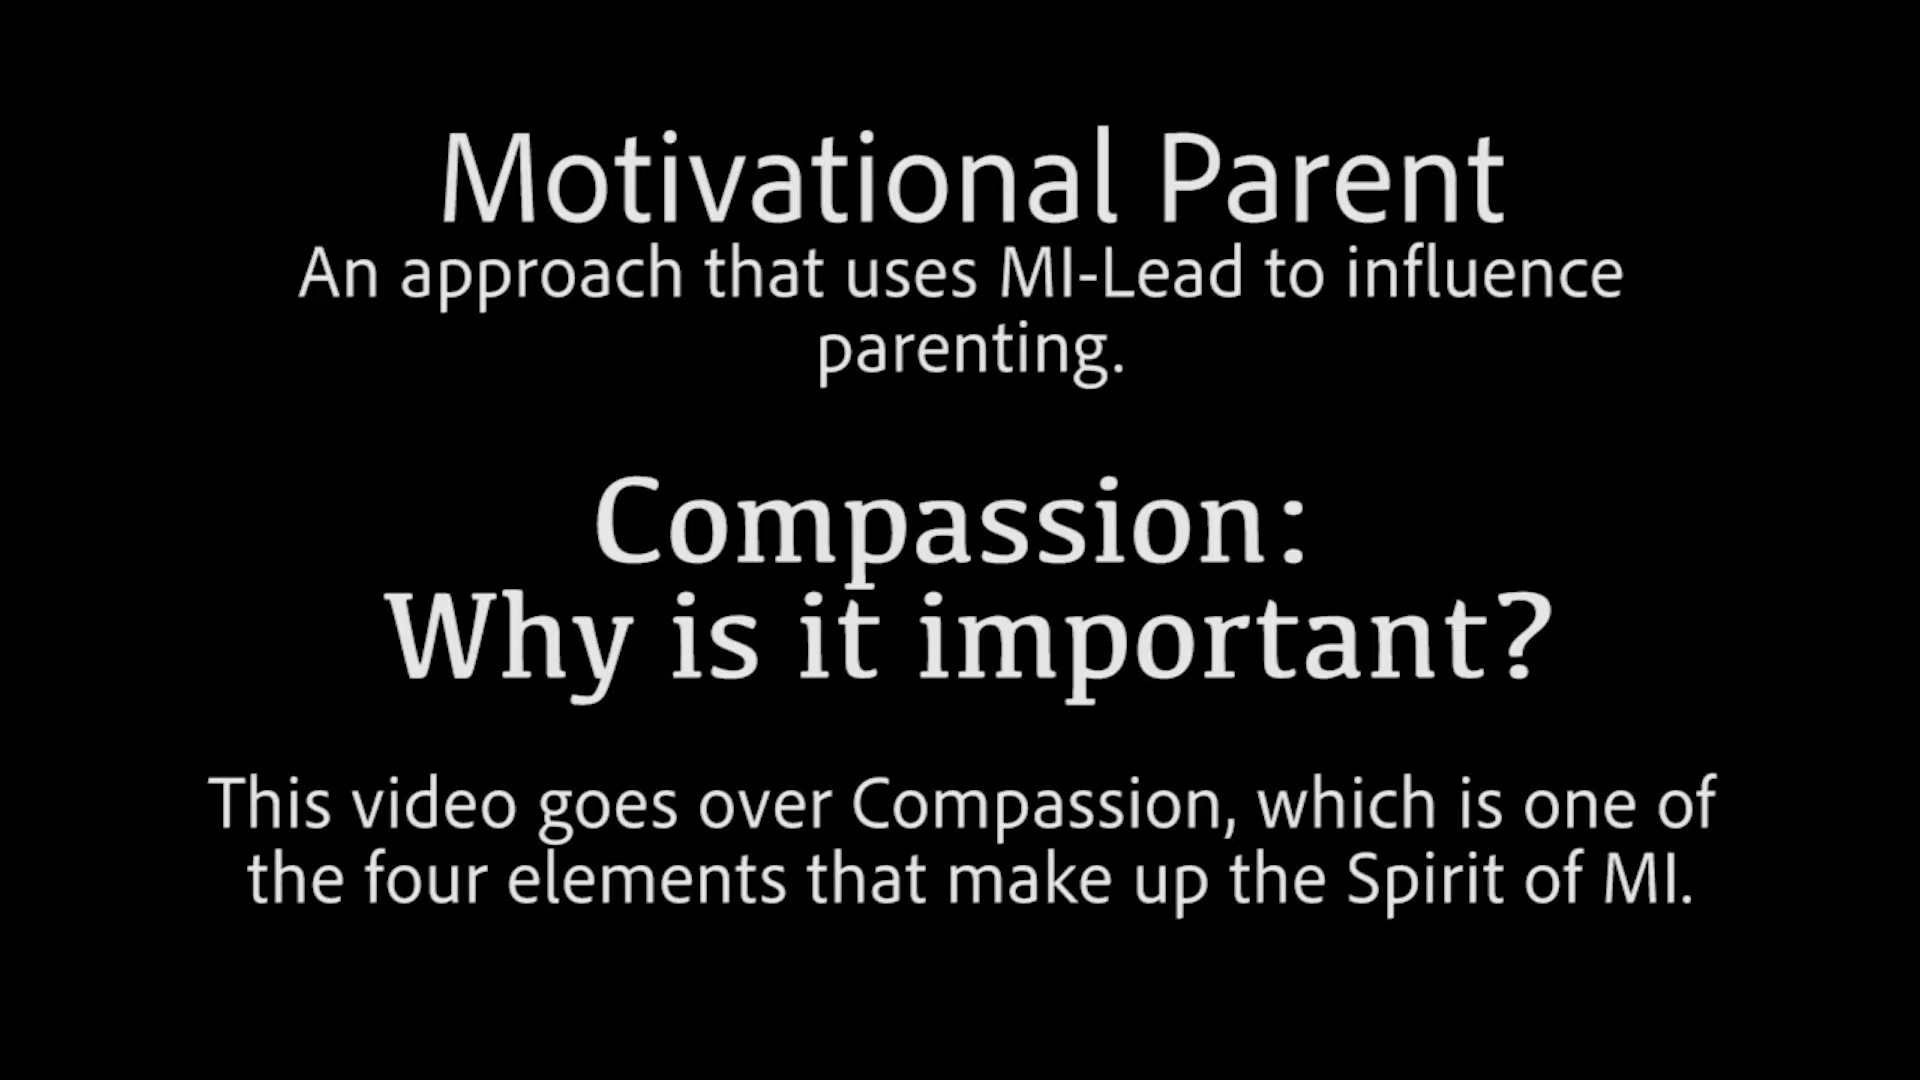 Motivational Parent
An approach that uses MI-Lead to influence
parenting.
Compassion:
Why is it important?
This video goes over Compassion, which is one of
the four elements that make up the Spirit of MI.